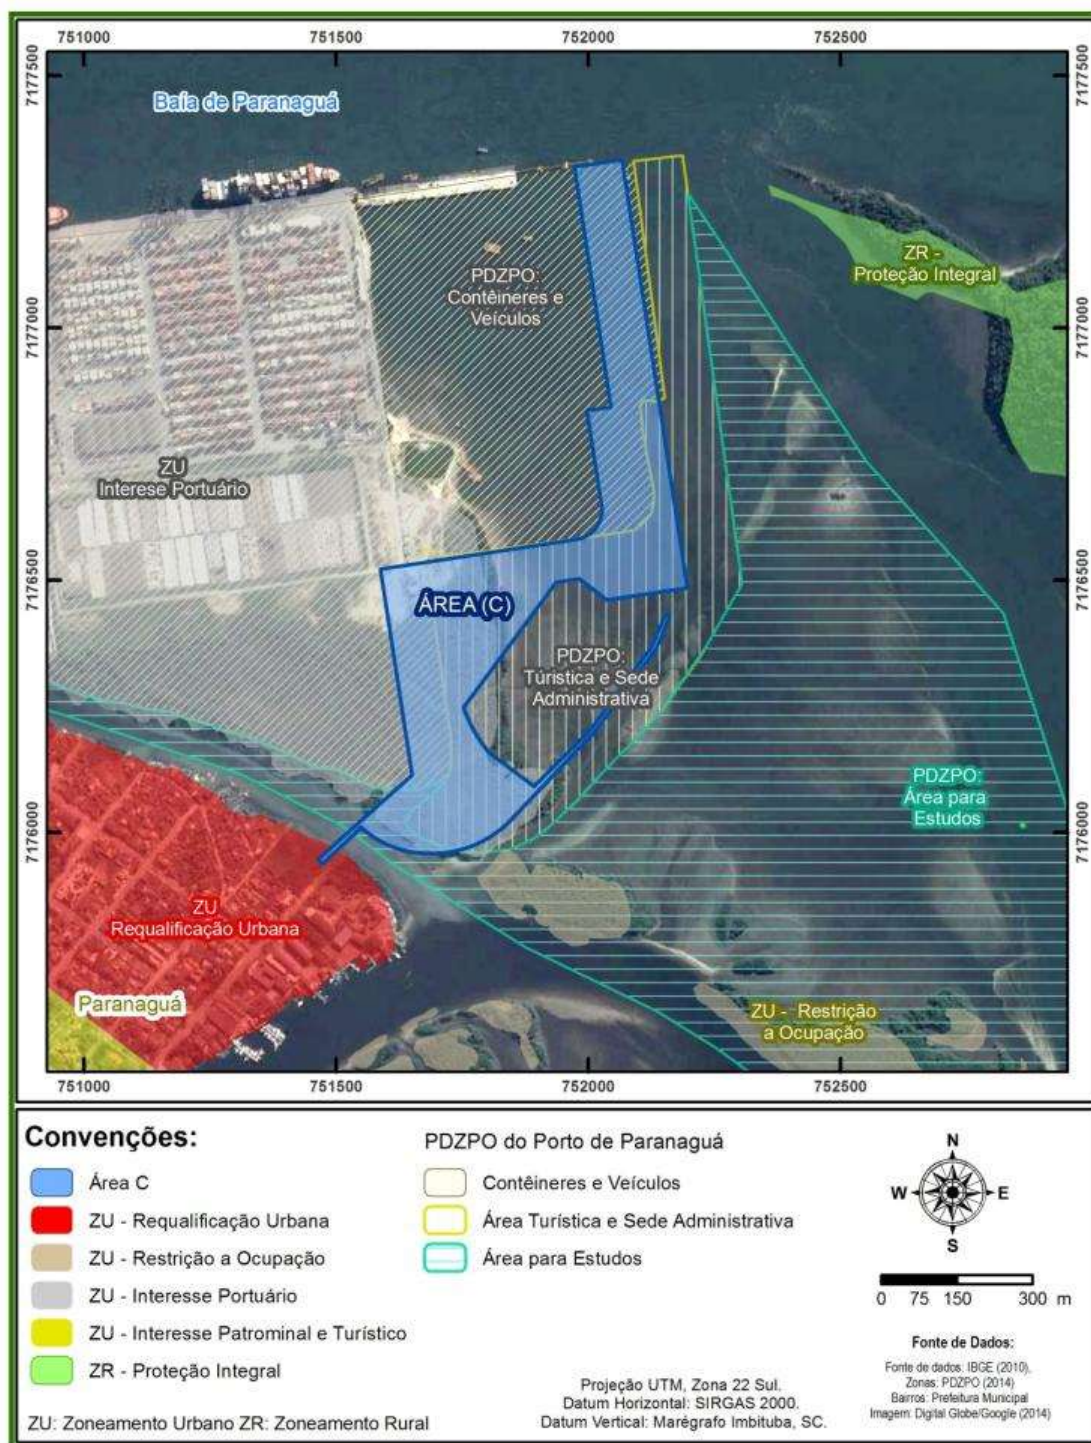 751000 751500 752000 752500
7177500 7177500
Baía de Paranaguá
ZR -
Proteção Integral
PDZPO:
Contêineres e
Veículos
7177000 7177000
ZU
Interese Portuário
7176500 7176500
ÁREA (C)
PDZPO:
Túristica e Sede
Administrativa
PDZPO:
Área para
Estudos
7176000 7176000
ZU
Requalificação Urbana
Paranaguá
ZU - Restrição
a Ocupação
751000 751500 752000 752500
Convenções:
Área C
ZU - Requalificação Urbana
ZU - Restrição a Ocupação
ZU - Interesse Portuário
ZU - Interesse Patrominal e Turístico
ZR - Proteção Integral
ZU: Zoneamento Urbano ZR: Zoneamento Rural
PDZPO do Porto de Paranaguá
Contêineres e Veículos
Área Turística e Sede Administrativa
Área para Estudos
Projeção UTM, Zona 22 Sul.
Datum Horizontal: SIRGAS 2000.
Datum Vertical: Marégrafo Imbituba, SC.
N
W E
S
0 75 150 300 m
Fonte de Dados:
Fonte de dados: IBGE (2010),
Zonas: PDZPO (2014)
Bairros: Prefeitura Municipal
Imagem: Digital Globe/Google (2014)